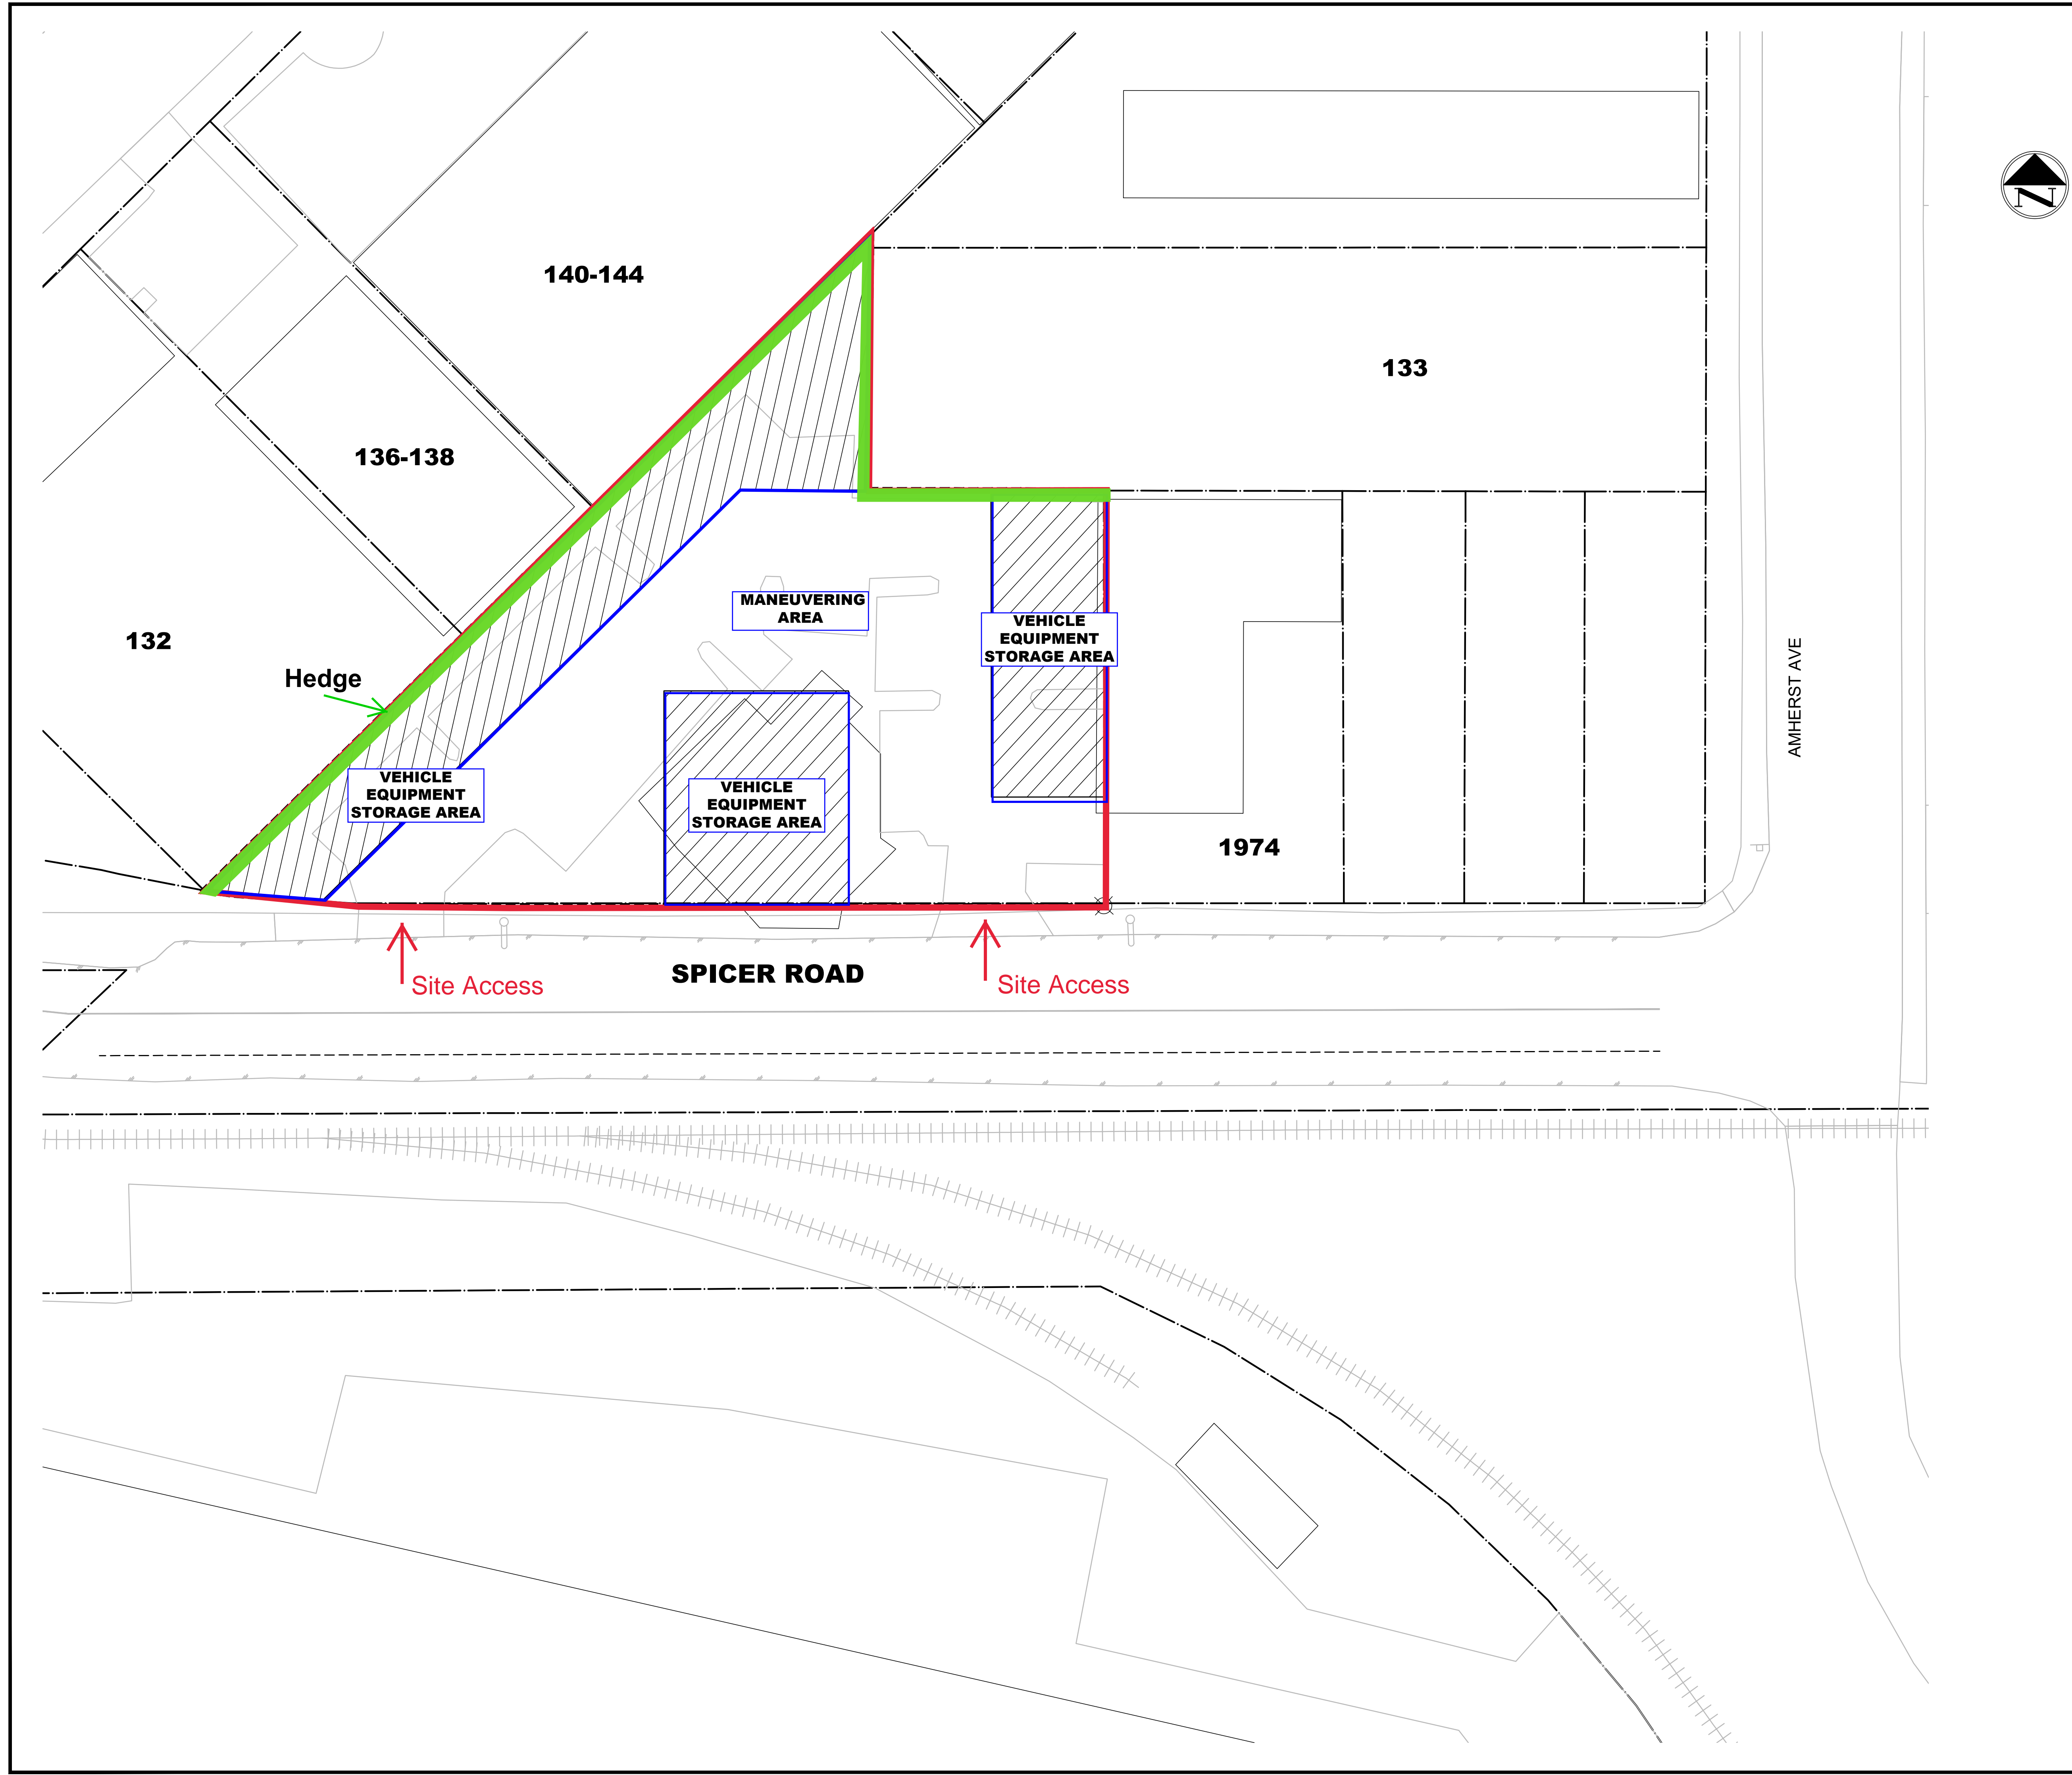 N
140-144
133
136-138
132
Hedge
MANEUVERING
AREA
VEHICLE
EQUIPMENT
STORAGE AREA
VEHICLE
EQUIPMENT
STORAGE AREA
VEHICLE
EQUIPMENT
STORAGE AREA
1974
AMHERST AVE
Site Access
SPICER ROAD
Site Access